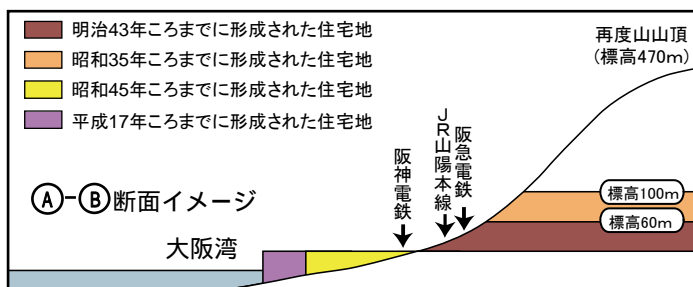 明治43年ころまでに形成された住宅地
昭和35年ころまでに形成された住宅地
昭和45年ころまでに形成された住宅地
平成17年ころまでに形成された住宅地
再度山山頂
(標高470m)
阪神電鉄
JR山陽本線
阪急電鉄
標高100m
標高60m
Ⓐ-Ⓑ断面イメージ
大阪湾